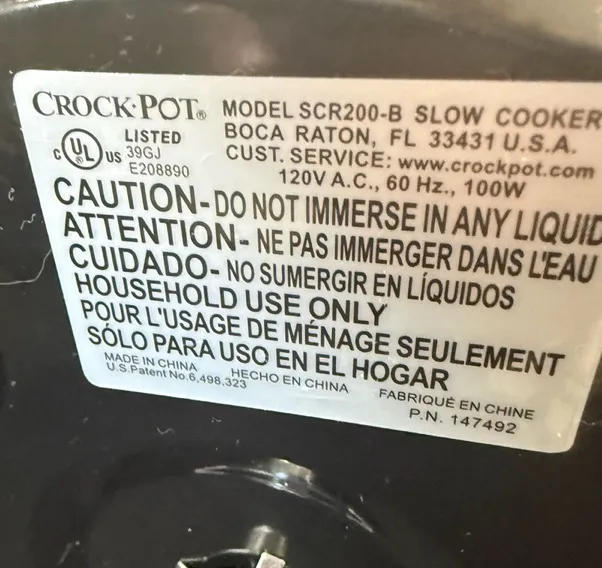 CROCK·POT®
MODEL SCR200-B SLOW COOKER
BOCA RATON, FL 33431 U.S.A.
CUST. SERVICE: www.crockpot.com
120V A.C., 60 Hz., 100W
C UL® US
LISTED
39GJ
E208890
CAUTION-DO NOT IMMERSE IN ANY LIQUID
ATTENTION- NE PAS IMMERGER DANS L'EAU
CUIDADO- NO SUMERGIR EN LÍQUIDOS
HOUSEHOLD USE ONLY
POUR L'USAGE DE MÉNAGE SEULEMENT
SÓLO PARA USO EN EL HOGAR
MADE IN CHINA HECHO EN CHINA FABRIQUÉ EN CHINE
U.S.Patent No.6,498,323 P.N. 147492